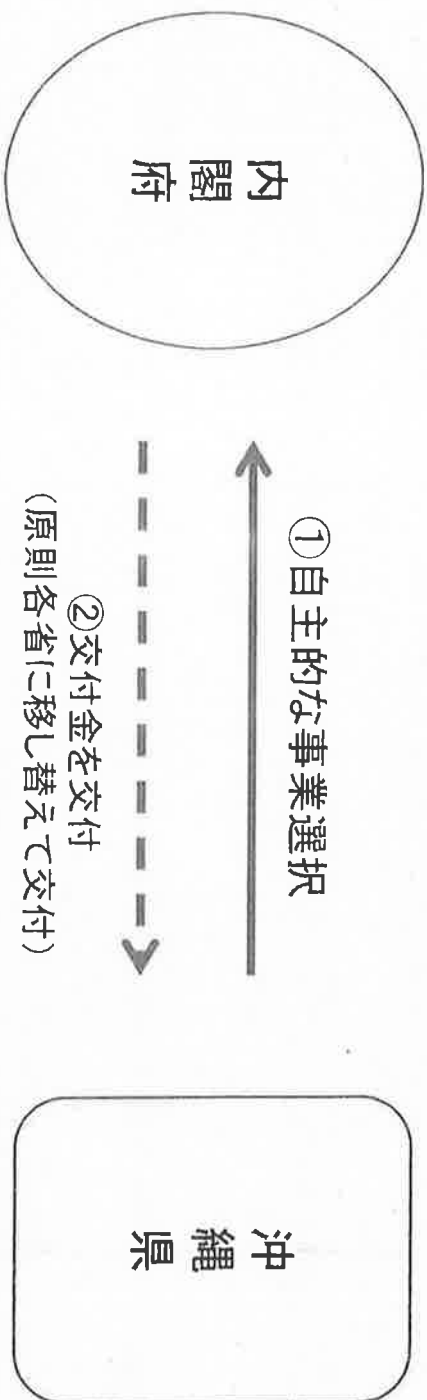 内閣府
①自主的な事業選択
②交付金を交付
（原則各省に移し替えて交付）
沖縄県